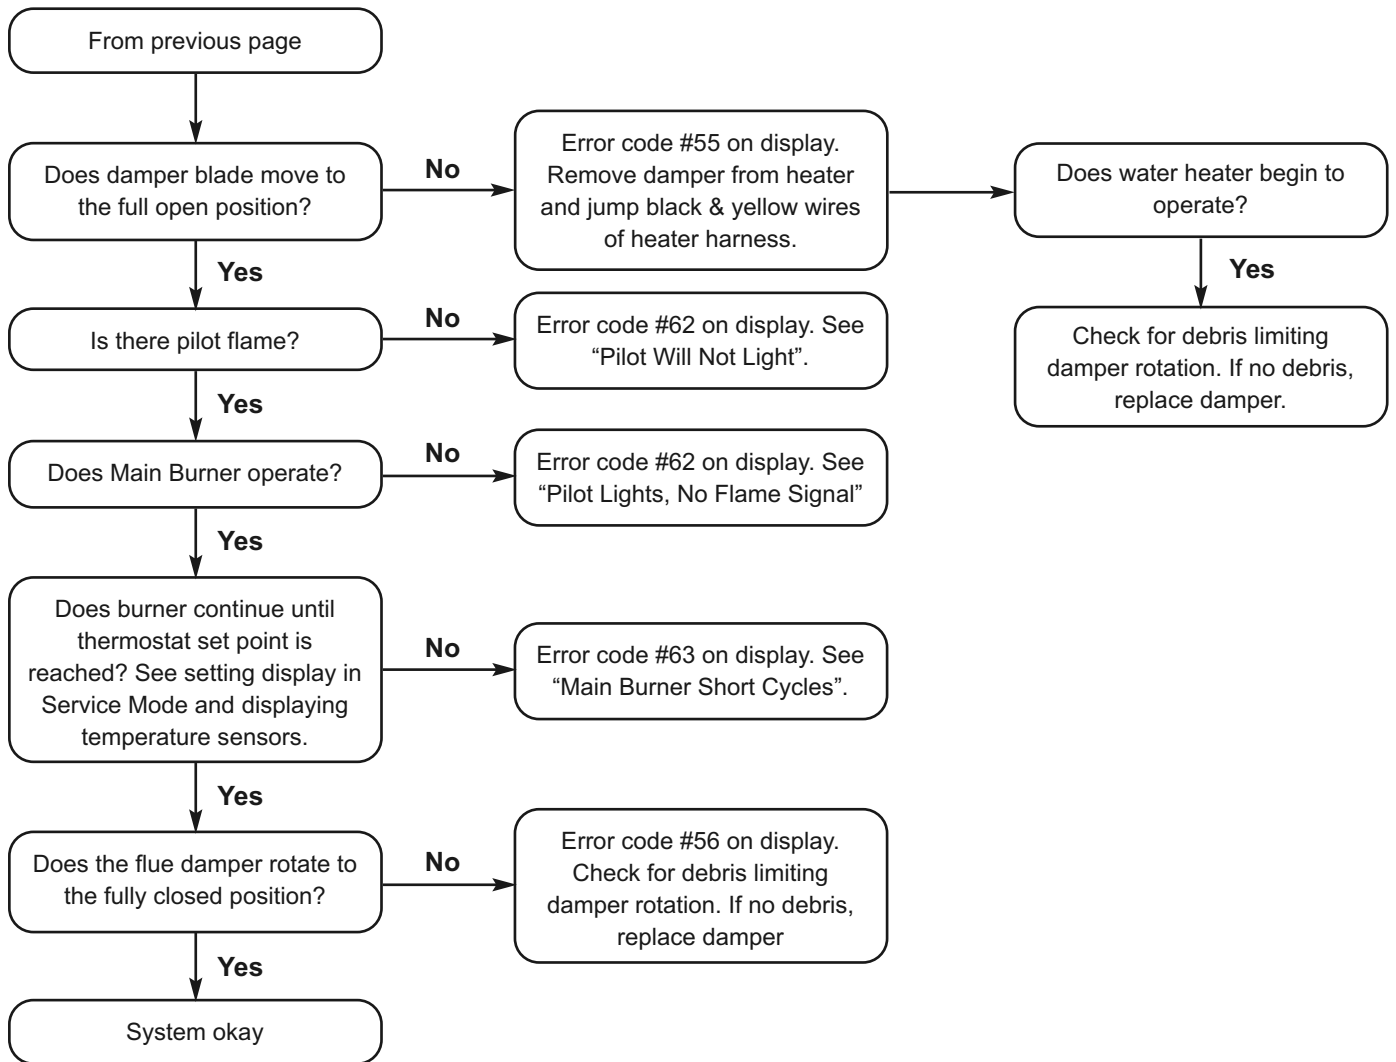 From previous page
Does damper blade move to
the full open position?
No
Error code #55 on display.
Remove damper from heater
and jump black & yellow wires
of heater harness.
Does water heater begin to
operate?
Yes
Check for debris limiting
damper rotation. If no debris,
replace damper.
Yes
Is there pilot flame?
No
Error code #62 on display. See
“Pilot Will Not Light”.
Yes
Does Main Burner operate?
No
Error code #62 on display. See
“Pilot Lights, No Flame Signal”
Yes
Does burner continue until
thermostat set point is
reached? See setting display in
Service Mode and displaying
temperature sensors.
No
Error code #63 on display. See
“Main Burner Short Cycles”.
Yes
Does the flue damper rotate to
the fully closed position?
No
Error code #56 on display.
Check for debris limiting
damper rotation. If no debris,
replace damper
Yes
System okay